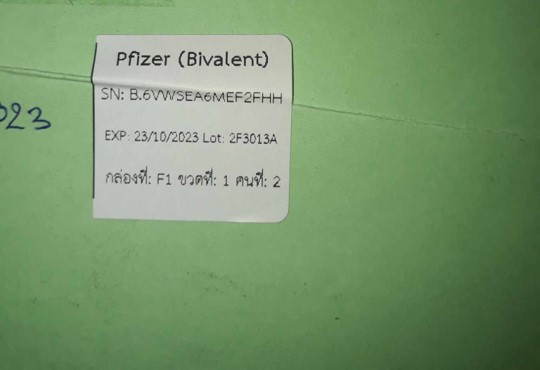 Pfizer (Bivalent)
SN: B.6VWSEA6MEF2FHH
023
EXP: 23/10/2023 Lot: 2F3013A
กล่องที่: F1 ขวดที่: 1 คนที่: 2